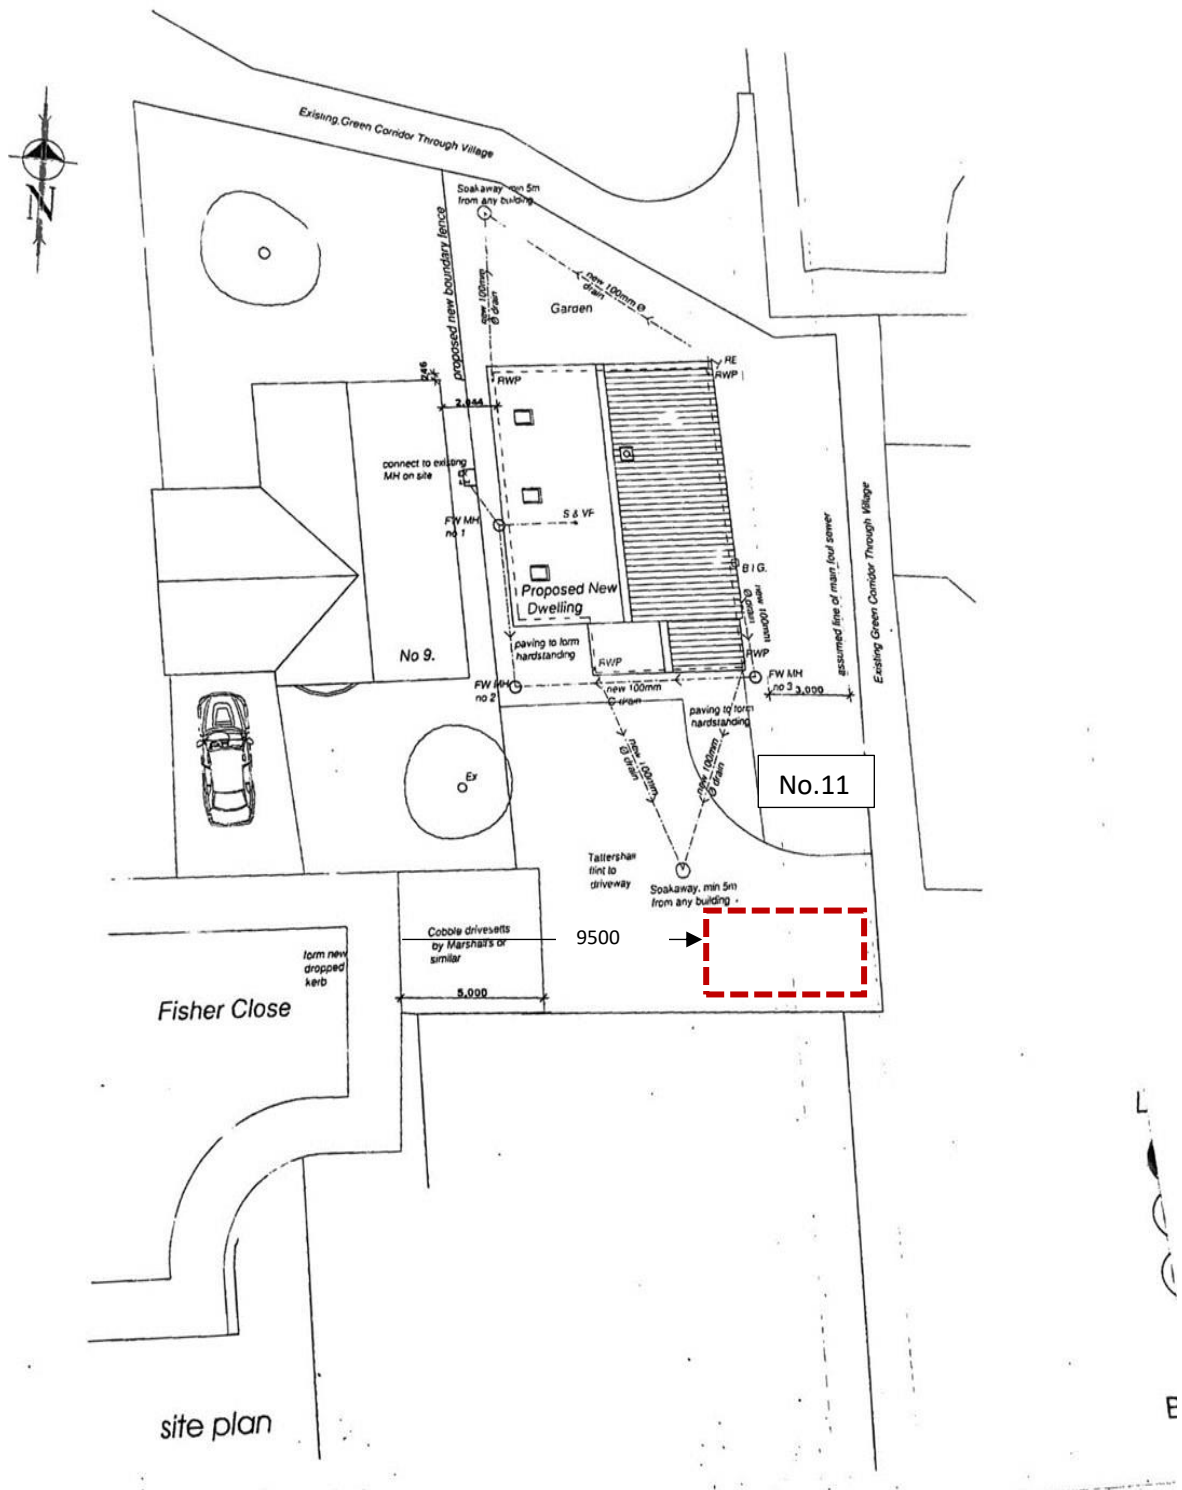 Existing Green Corridor Through Village
N
Soakaway, min 5m
from any building
proposed new boundary fence
new 100mm
Ø drain
new 100mm Ø
drain
Garden
RE
RWP
RWP
246
2,044
connect to existing
MH on site
FW MH
no 1
S & VF
B I G.
new 100mm
Ø drain
Proposed New
Dwelling
assumed line of main foul sewer
Existing Green Corridor Through Village
paving to form
hardstanding
No 9.
RWP
RWP
FW MH
no 2
new 100mm
Ø drain
FW MH
no 3
3,000
paving to form
hardstanding
new 100mm
Ø drain
new 100mm
Ø drain
No.11
Ex
Tattershall
flint to
driveway
Soakaway, min 5m
from any building
Cobble drivesetts
by Marshall's or
similar
9500
form new
dropped
kerb
5,000
Fisher Close
L
B
site plan